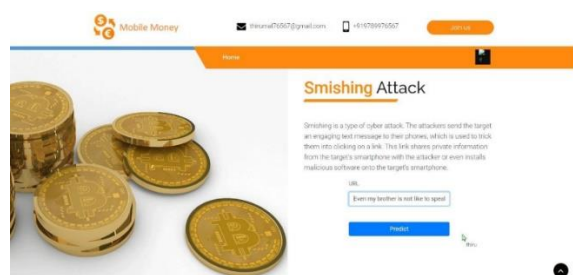 Mobile Money
thirumal76567@gmail.com
+919789976567
Join us
Home
Smishing Attack
Smishing is a type of cyber attack. The attackers send the target
an engaging text message to their phones, which is used to trick
them into clicking on a link. This link shares private information
from the target's smartphone with the attacker or even installs
malicious software onto the target's smartphone.
URL
Even my brother is not like to speal
Predict